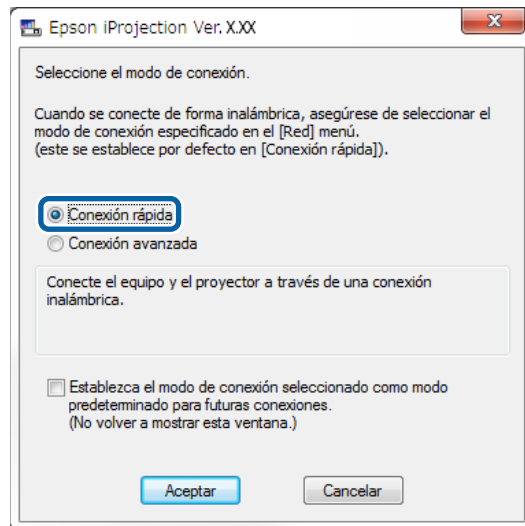 Epson iProjection Ver. X.XX
Seleccione el modo de conexión.
Cuando se conecte de forma inalámbrica, asegúrese de seleccionar el
modo de conexión especificado en el [Red] menú.
(este se establece por defecto en [Conexión rápida]).
Conexión rápida
Conexión avanzada
Conecte el equipo y el proyector a través de una conexión
inalámbrica.
Establezca el modo de conexión seleccionado como modo
predeterminado para futuras conexiones.
(No volver a mostrar esta ventana.)
Aceptar Cancelar